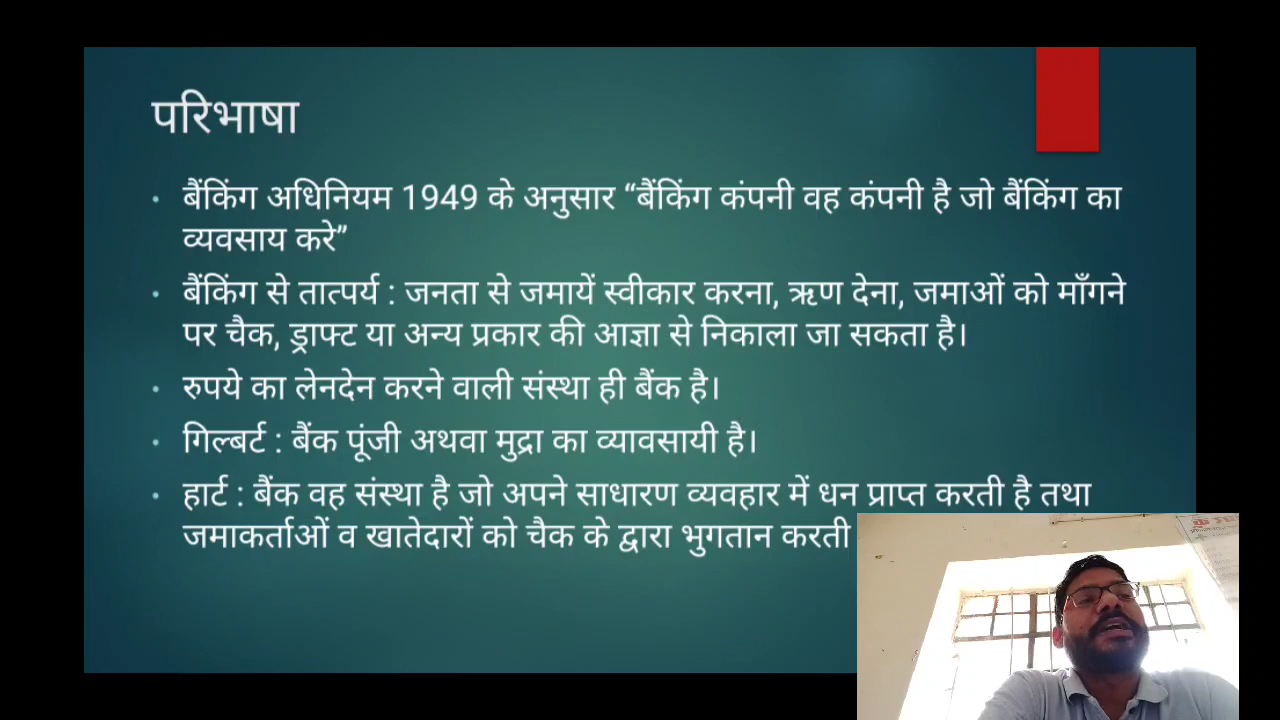 परिभाषा
बैंकिंग अधिनियम 1949 के अनुसार “बैंकिंग कंपनी वह कंपनी है जो बैंकिंग का
व्यवसाय करे”
बैंकिंग से तात्पर्य : जनता से जमायें स्वीकार करना, ऋण देना, जमाओं को माँगने
पर चैक, ड्राफ्ट या अन्य प्रकार की आज्ञा से निकाला जा सकता है।
रुपये का लेनदेन करने वाली संस्था ही बैंक है।
गिल्बर्ट : बैंक पूंजी अथवा मुद्रा का व्यावसायी है।
हार्ट : बैंक वह संस्था है जो अपने साधारण व्यवहार में धन प्राप्त करती है तथा
जमाकर्ताओं व खातेदारों को चैक के द्वारा भुगतान करती